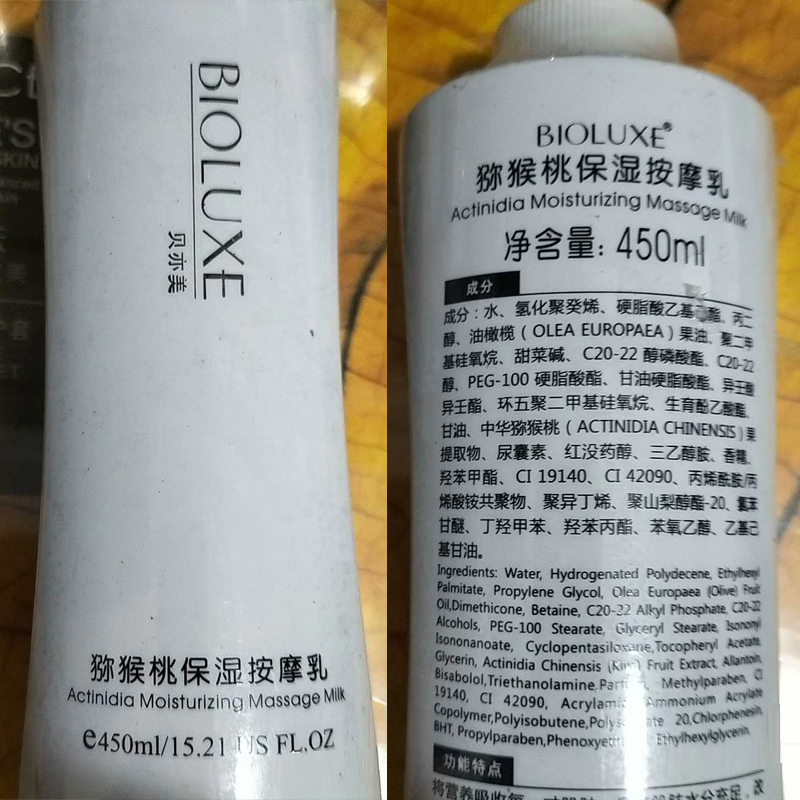 BIOLUXE
贝亦美
猕猴桃保湿按摩乳
Actinidia Moisturizing Massage Milk
e450ml/15.21 US FL.OZ
BIOLUXE®
猕猴桃保湿按摩乳
Actinidia Moisturizing Massage Milk
净含量：450ml
成分
成分：水、氢化聚癸烯、硬脂酸乙基 酯、丙二
醇、油橄榄（OLEA EUROPAEA）果油、聚二甲
基硅氧烷、甜菜碱、C20-22 醇磷酸酯、C20-22
醇、PEG-100 硬脂酸酯、甘油硬脂酸酯、异壬酸
异壬酯、环五聚二甲基硅氧烷、生育酚乙酸酯、
甘油、中华猕猴桃（ACTINIDIA CHINENSIS）果
提取物、尿囊素、红没药醇、三乙醇胺、香精、
羟苯甲酯、CI 19140、CI 42090、丙烯酰胺/丙
烯酸铵共聚物、聚异丁烯、聚山梨醇酯-20、氯苯
甘醚、丁羟甲苯、羟苯丙酯、苯氧乙醇、乙基己
基甘油。
Ingredients: Water, Hydrogenated Polydecene, Ethylhexyl
Palmitate, Propylene Glycol, Olea Europaea (Olive) Fruit
Oil,Dimethicone, Betaine, C20-22 Alkyl Phosphate, C20-22
Alcohols, PEG-100 Stearate, Glyceryl Stearate, Isononyl
Isononanoate, Cyclopentasiloxane,Tocopheryl Acetate,
Glycerin, Actinidia Chinensis (Kiwi) Fruit Extract, Allantoin,
Bisabolol,Triethanolamine, Methylparaben, CI
19140, CI 42090, Ammonium Acrylate
Copolymer,Polyisobutene, 20,Chlorphenesin,
BHT, Propylparaben, Ethylhexylglycerin.
功能特点
将营养吸收每 水分充足，改